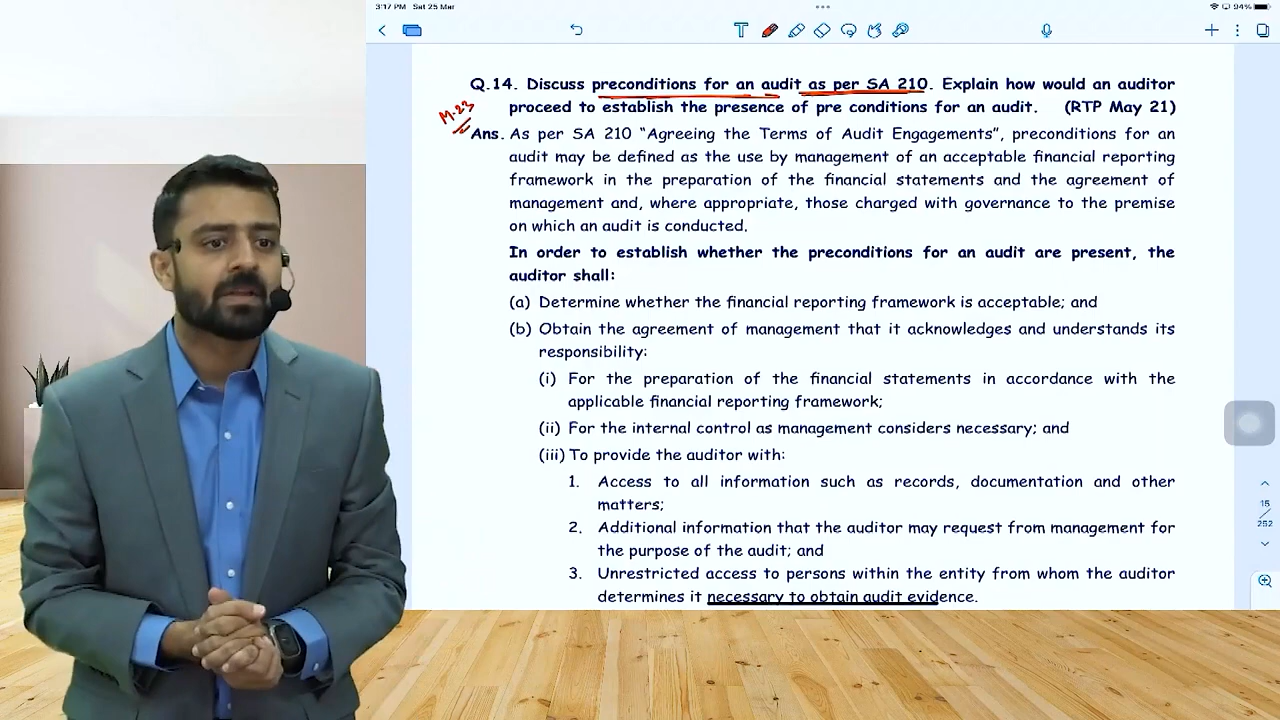 3:17 PM Sat 25 Mar
94%
T
Q.14. Discuss preconditions for an audit as per SA 210. Explain how would an auditor
proceed to establish the presence of pre conditions for an audit. (RTP May 21)
M-23
Ans. As per SA 210 “Agreeing the Terms of Audit Engagements”, preconditions for an
audit may be defined as the use by management of an acceptable financial reporting
framework in the preparation of the financial statements and the agreement of
management and, where appropriate, those charged with governance to the premise
on which an audit is conducted.
In order to establish whether the preconditions for an audit are present, the
auditor shall:
(a) Determine whether the financial reporting framework is acceptable; and
(b) Obtain the agreement of management that it acknowledges and understands its
responsibility:
(i) For the preparation of the financial statements in accordance with the
applicable financial reporting framework;
(ii) For the internal control as management considers necessary; and
(iii) To provide the auditor with:
1. Access to all information such as records, documentation and other
matters;
2. Additional information that the auditor may request from management for
the purpose of the audit; and
3. Unrestricted access to persons within the entity from whom the auditor
determines it necessary to obtain audit evidence.
15
252